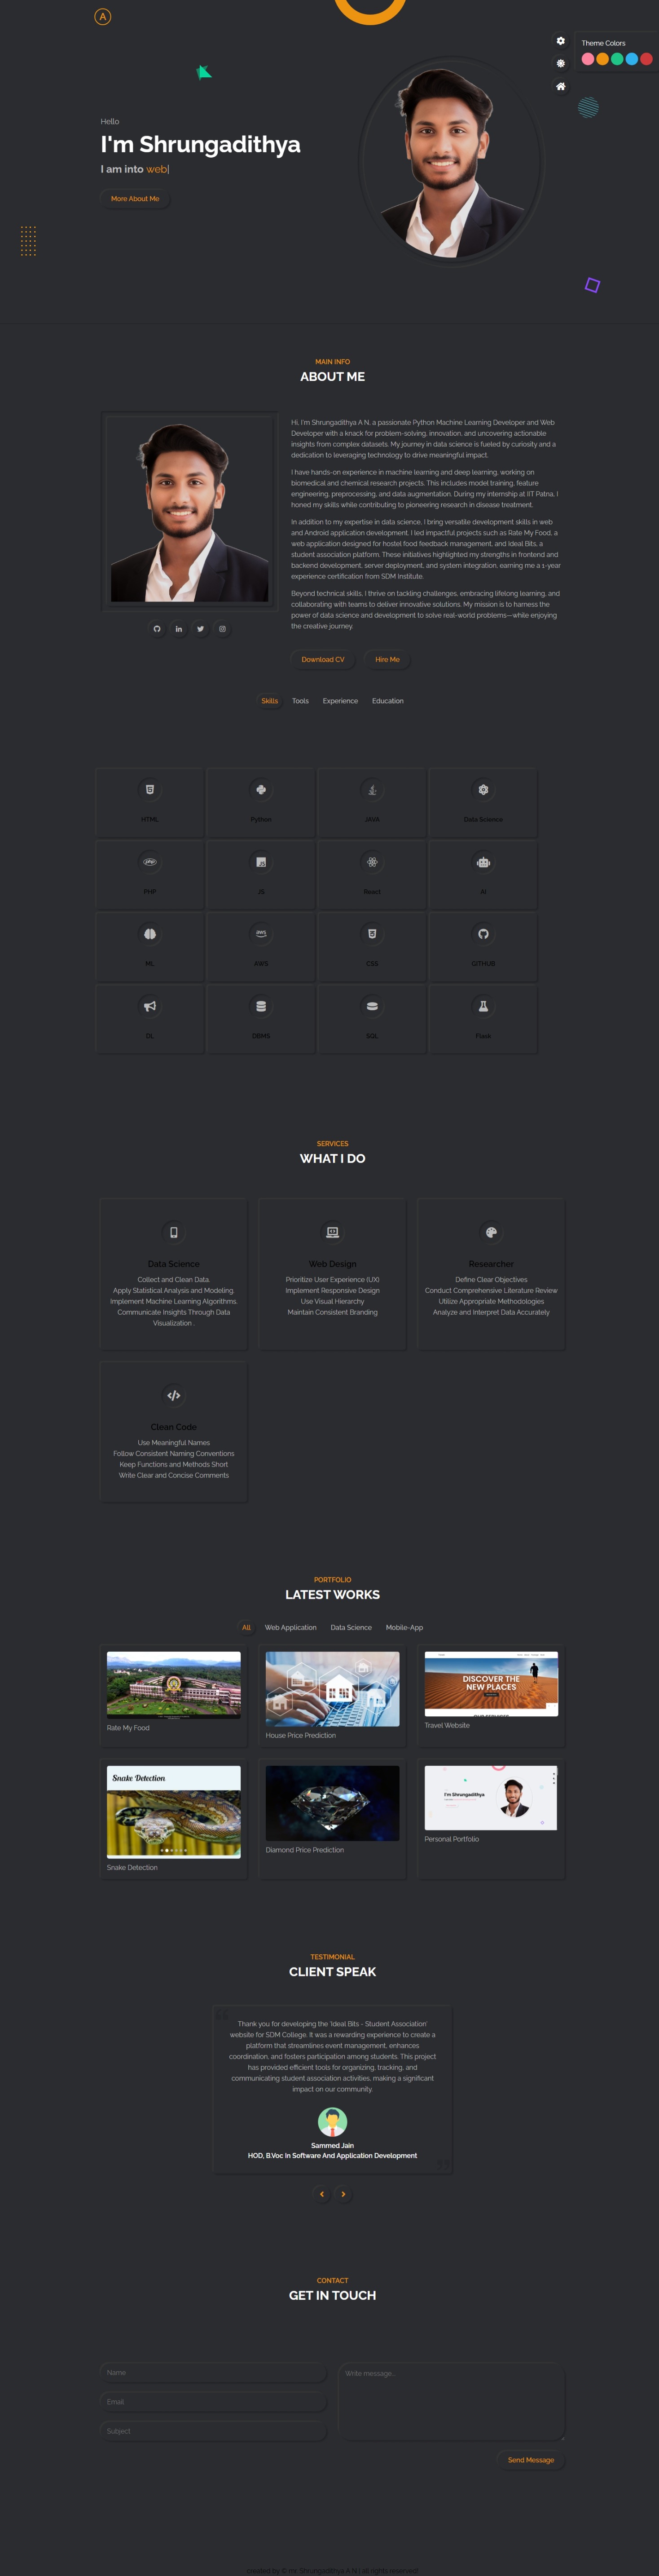 A
Theme Colors
Hello
I'm Shrungadithya
I am into web|
More About Me
MAIN INFO
ABOUT ME
Hi, I'm Shrungadithya A N, a passionate Python Machine Learning Developer and Web
Developer with a knack for problem-solving, innovation, and uncovering actionable
insights from complex datasets. My journey in data science is fueled by curiosity and a
dedication to leveraging technology to drive meaningful impact.
I have hands-on experience in machine learning and deep learning, working on
biomedical and chemical research projects. This includes model training, feature
engineering, preprocessing, and data augmentation. During my internship at IIT Patna, I
honed my skills while contributing to pioneering research in disease treatment.
In addition to my expertise in data science, I bring versatile development skills in web
and Android application development. I led impactful projects such as Rate My Food, a
web application designed for hostel food feedback management, and Ideal Bits, a
student association platform. These initiatives highlighted my strengths in frontend and
backend development, server deployment, and system integration, earning me a 1-year
experience certification from SDM Institute.
Beyond technical skills, I thrive on tackling challenges, embracing lifelong learning, and
collaborating with teams to deliver innovative solutions. My mission is to harness the
power of data science and development to solve real-world problems—while enjoying
the creative journey.
Download CV Hire Me
Skills Tools Experience Education
HTML Python JAVA Data Science
php JS
PHP JS React AI
aws
ML AWS CSS GITHUB
DL DBMS SQL Flask
SERVICES
WHAT I DO
Data Science
Collect and Clean Data.
Apply Statistical Analysis and Modeling.
Implement Machine Learning Algorithms.
Communicate Insights Through Data
Visualization .
Web Design
Prioritize User Experience (UX)
Implement Responsive Design
Use Visual Hierarchy
Maintain Consistent Branding
Researcher
Define Clear Objectives
Conduct Comprehensive Literature Review
Utilize Appropriate Methodologies
Analyze and Interpret Data Accurately
Clean Code
Use Meaningful Names
Follow Consistent Naming Conventions
Keep Functions and Methods Short
Write Clear and Concise Comments
PORTFOLIO
LATEST WORKS
All Web Application Data Science Mobile-App
Rate My Food
House Price Prediction
DISCOVER THE
NEW PLACES
OUR SERVICES
Travel Website
Snake Detection
Snake Detection
Diamond Price Prediction
I'm Shrungadithya
Personal Portfolio
TESTIMONIAL
CLIENT SPEAK
Thank you for developing the 'Ideal Bits - Student Association'
website for SDM College. It was a rewarding experience to create a
platform that streamlines event management, enhances
coordination, and fosters participation among students. This project
has provided efficient tools for organizing, tracking, and
communicating student association activities, making a significant
impact on our community.
Sammed Jain
HOD, B.Voc In Software And Application Development
CONTACT
GET IN TOUCH
Name
Email
Subject
Write message...
Send Message
created by © mr. Shrungadithya A N | all rights reserved!